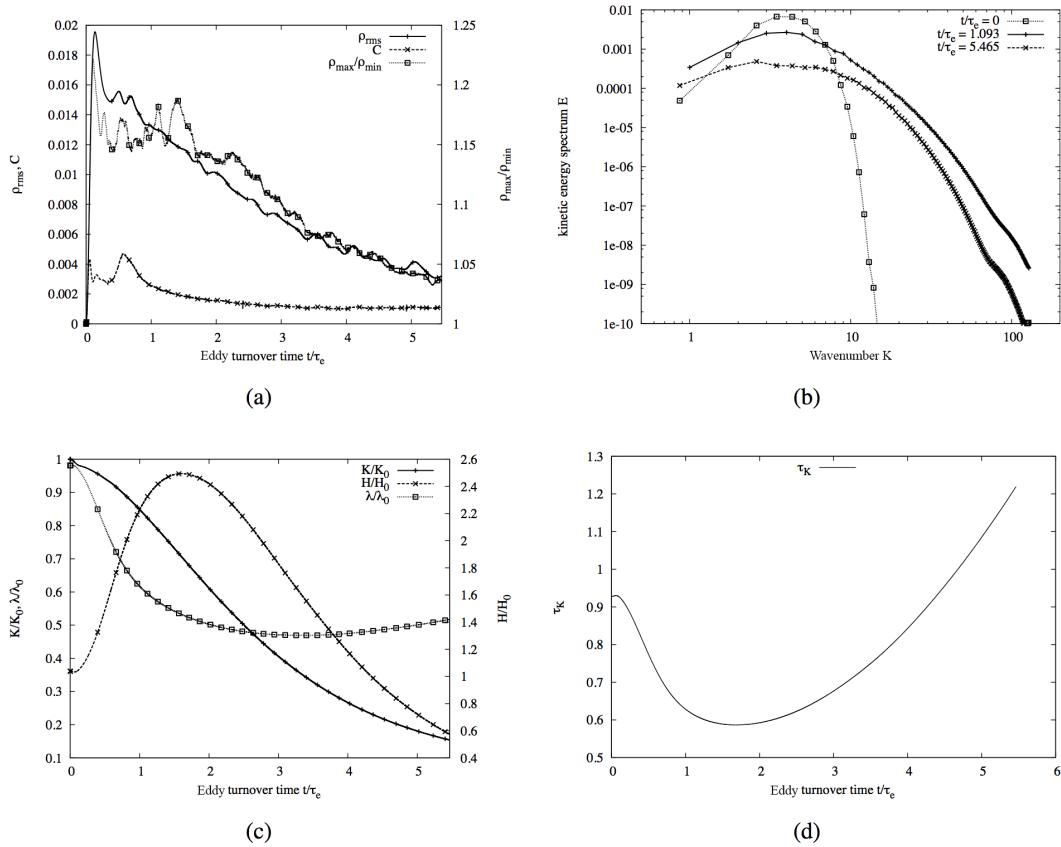 0.02
0.018
0.016
0.014
0.012
0.01
0.008
0.006
0.004
0.002
0
ρrms, C
0 1 2 3 4 5
Eddy turnover time t/τe
1.25
1.2
1.15
1.1
1.05
1
ρmax/ρmin
ρrms
C
ρmax/ρmin
(a)
0.001
0.0001
1e-05
1e-06
1e-07
1e-08
1e-09
1e-10
kinetic energy spectrum E
1 10 100
Wavenumber K
t/τe = 0
t/τe = 1.093
t/τe = 5.465
(b)
1
0.9
0.8
0.7
0.6
0.5
0.4
0.3
0.2
0.1
K/K0, λ/λ0
0 1 2 3 4 5
Eddy turnover time t/τe
2.6
2.4
2.2
2
1.8
1.6
1.4
1.2
1
0.8
0.6
0.4
H/H0
K/K0
H/H0
λ/λ0
(c)
1.3
1.2
1.1
1
0.9
0.8
0.7
0.6
0.5
τK
0 1 2 3 4 5 6
Eddy turnover time t/τe
τK
(d)